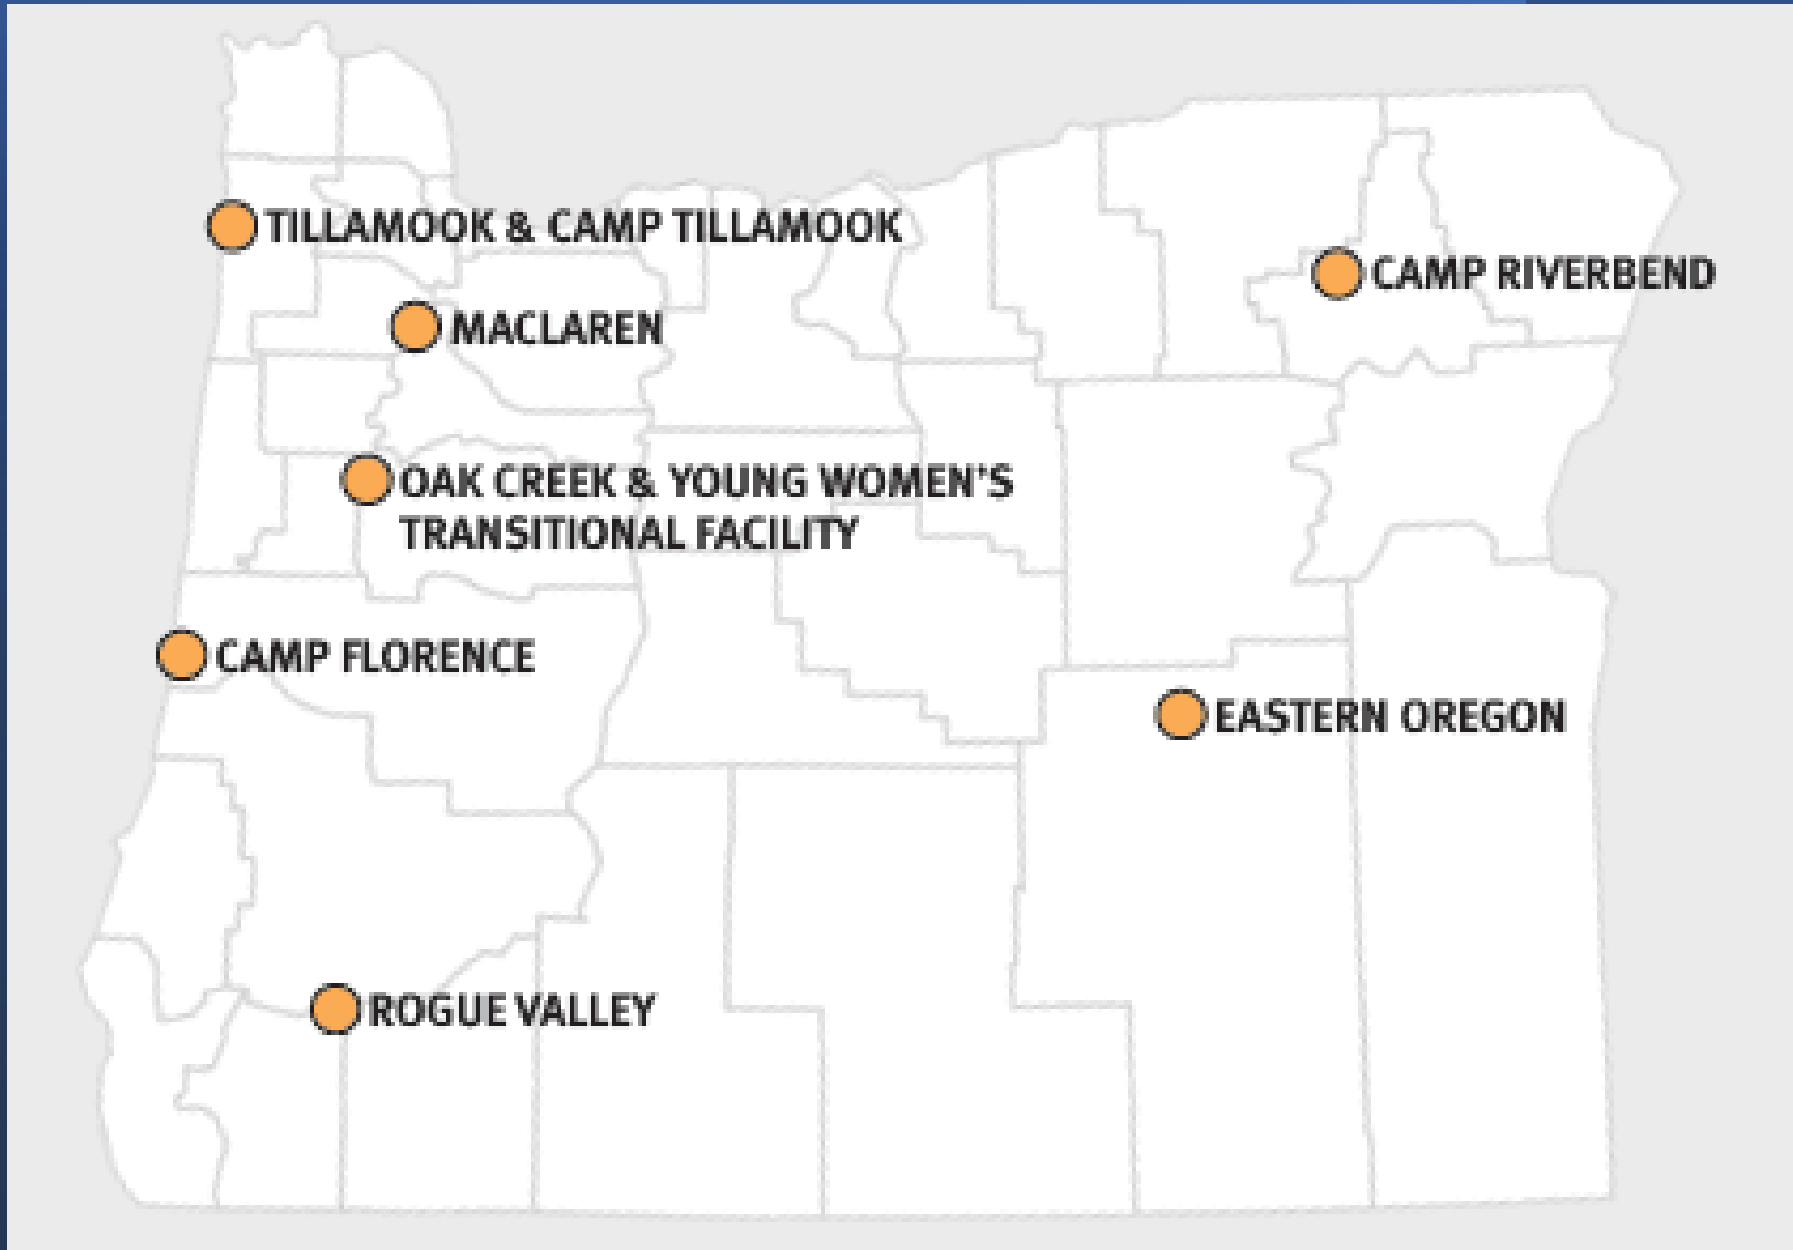 TILLAMOOK & CAMP TILLAMOOK
CAMP RIVERBEND
MACLAREN
OAK CREEK & YOUNG WOMEN'S
TRANSITIONAL FACILITY
CAMP FLORENCE
EASTERN OREGON
ROGUE VALLEY